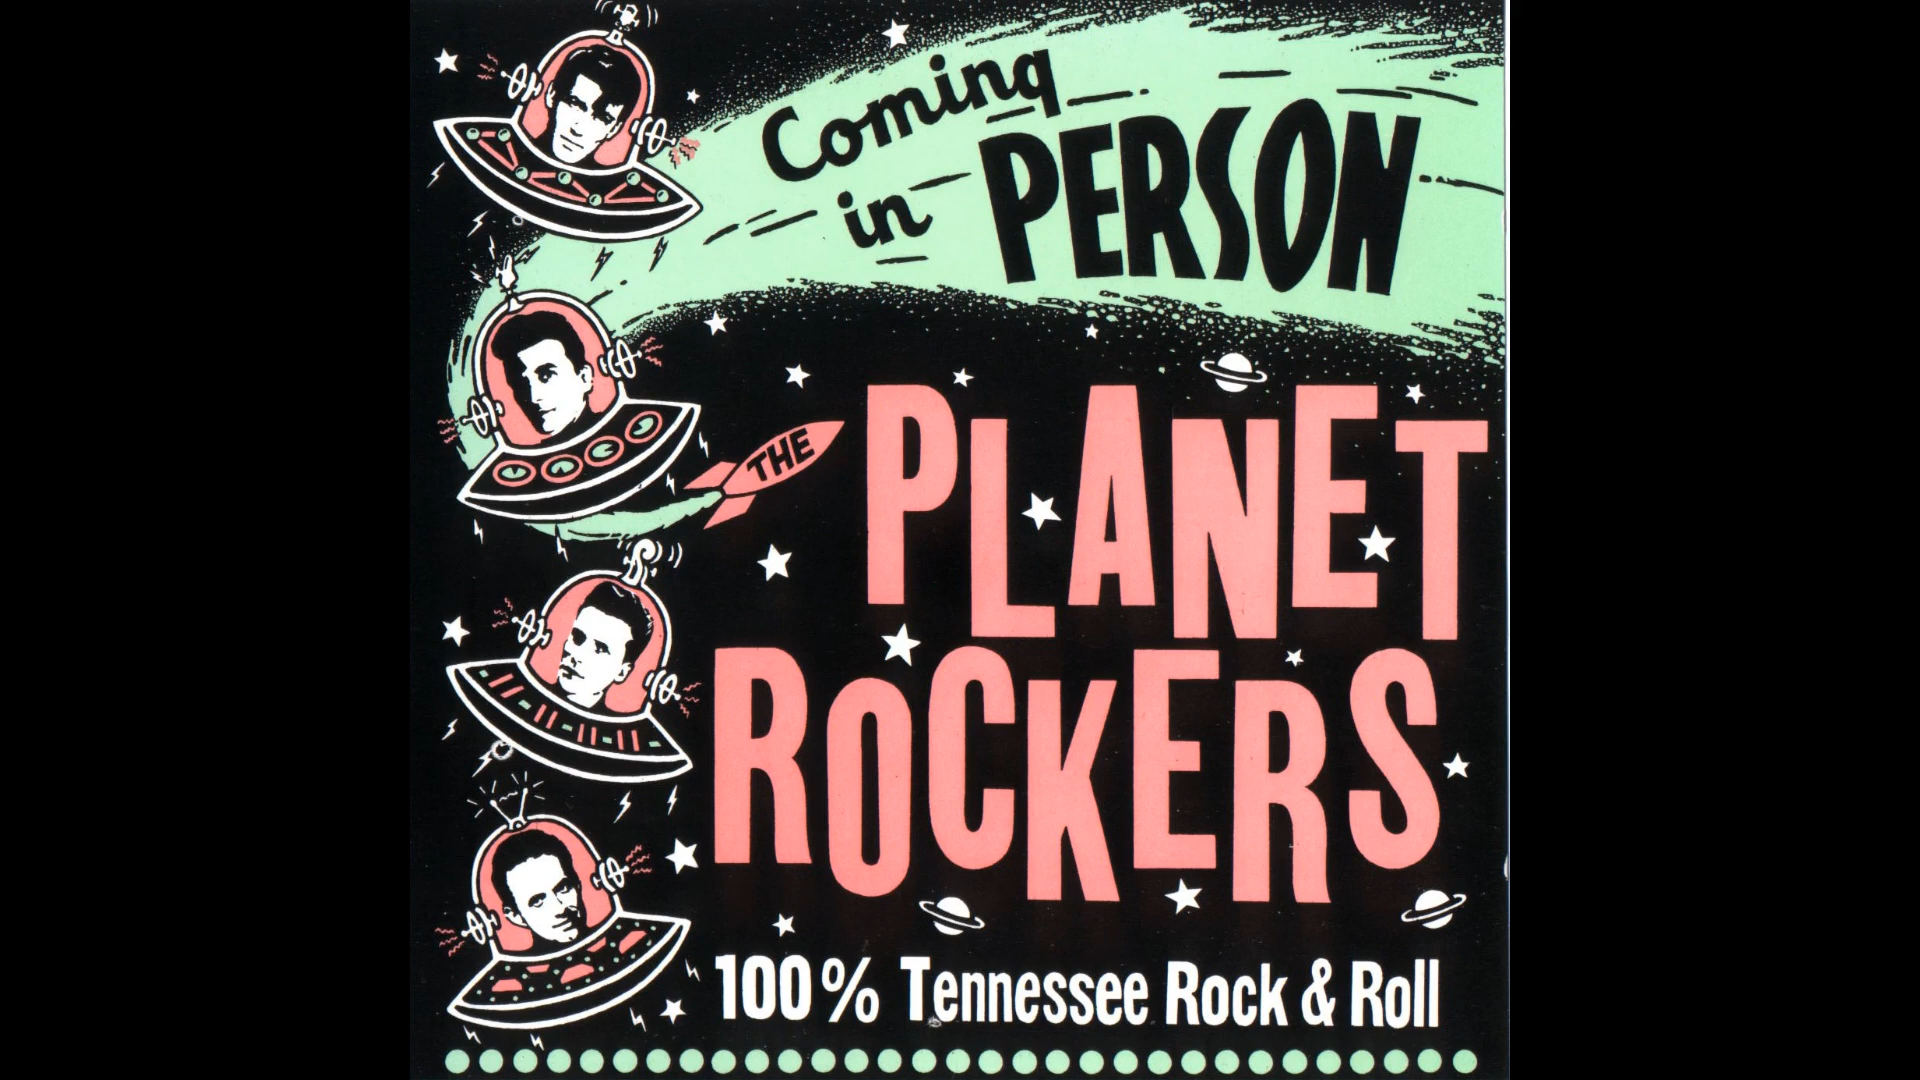 Coming
in PERSON
THE
PLANET
ROCKERS
100% Tennessee Rock & Roll